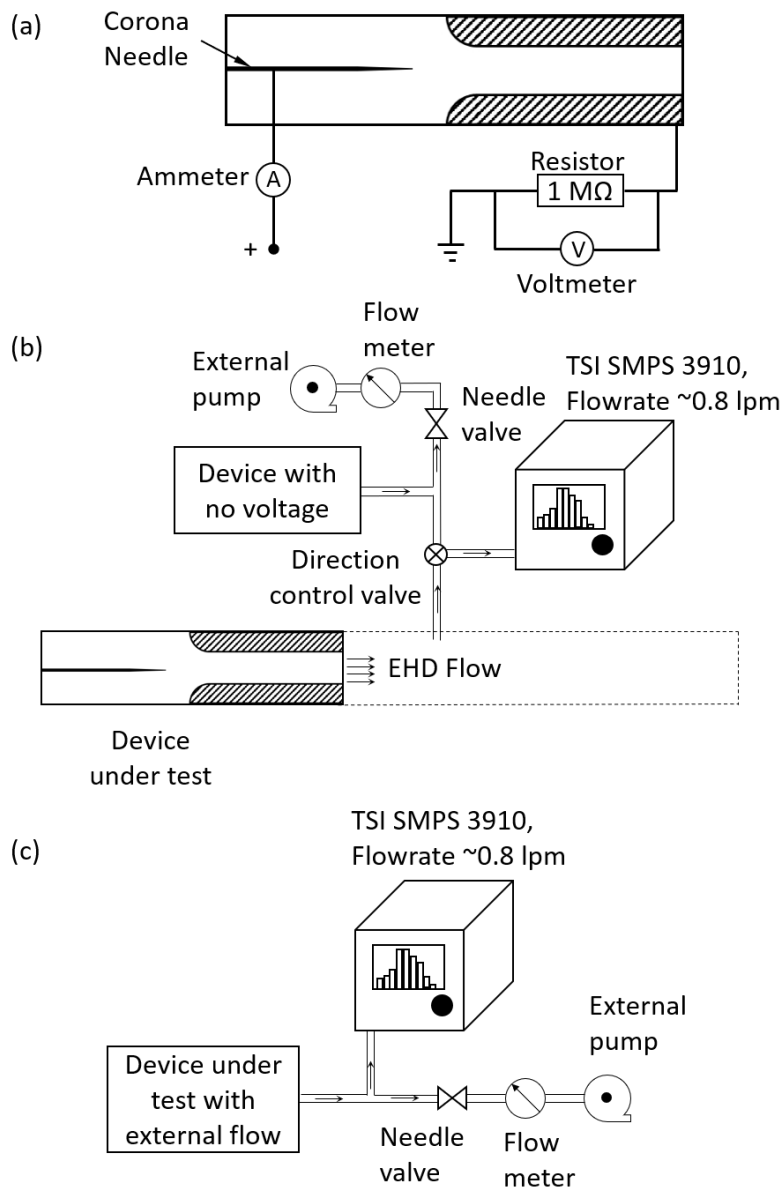 (a)
Corona
Needle
Ammeter
A
+
Resistor
1 MΩ
V
Voltmeter
(b)
Flow
meter
External
pump
Needle
valve
TSI SMPS 3910,
Flowrate ~0.8 lpm
Device with
no voltage
Direction
control valve
EHD Flow
Device
under test
(c)
TSI SMPS 3910,
Flowrate ~0.8 lpm
Device under
test with
external flow
Needle
valve
Flow
meter
External
pump